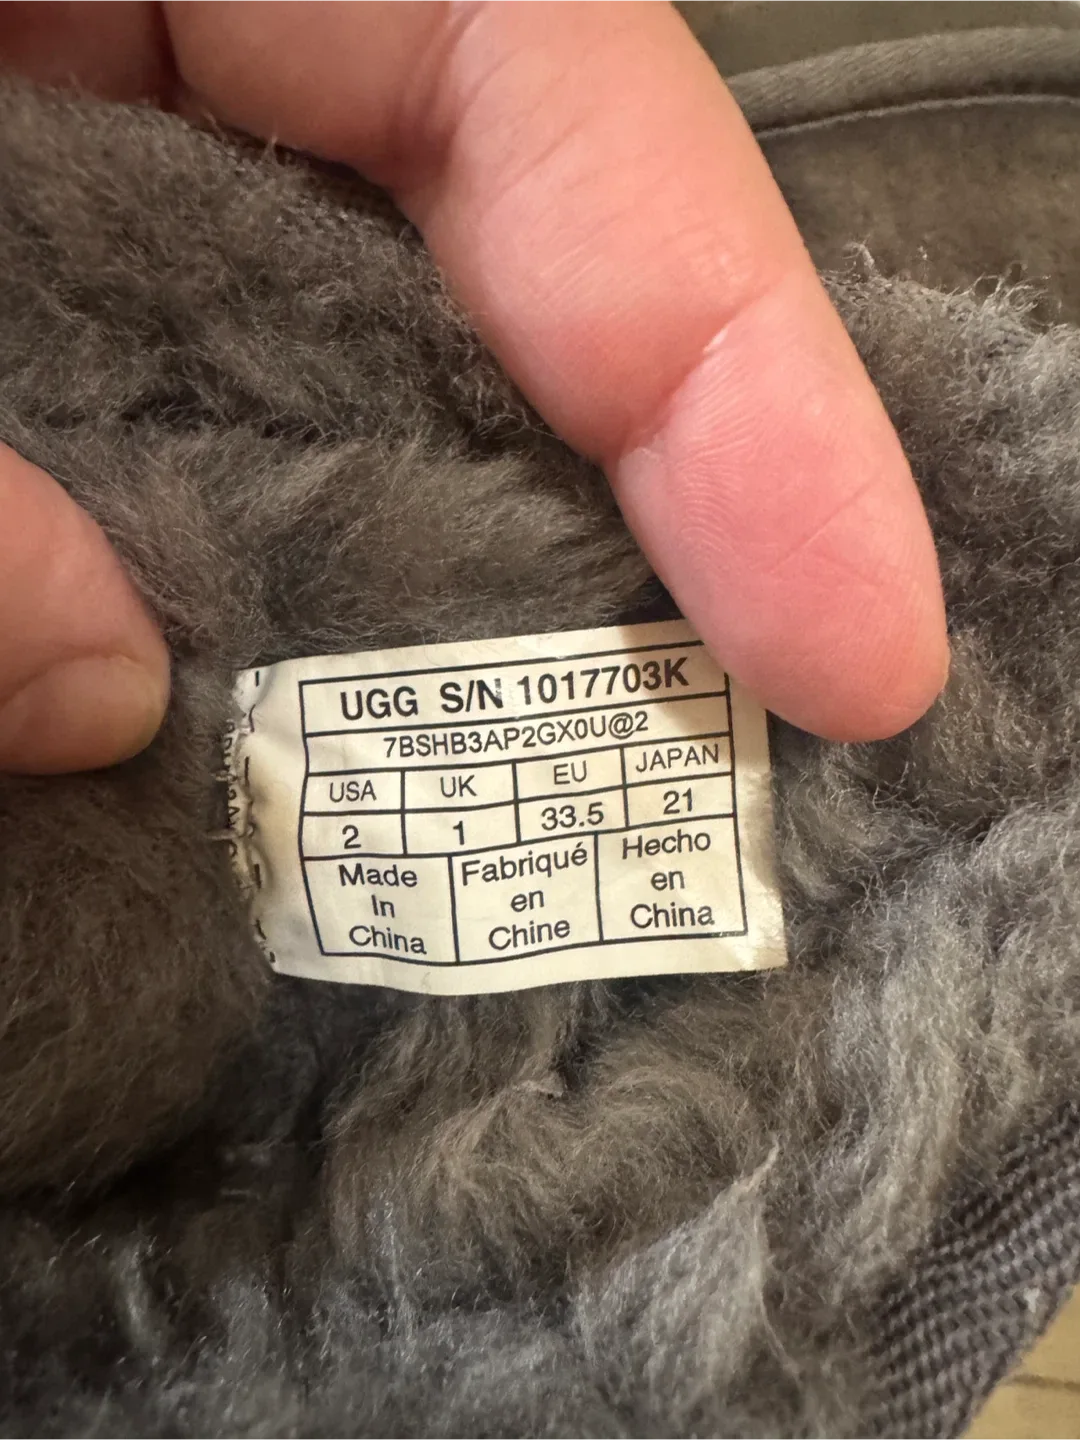 UGG S/N 1017703K
7BSHB3AP2GX0U@2
USA UK EU JAPAN
2 1 33.5 21
Made Fabriqué Hecho
In en en
China Chine China